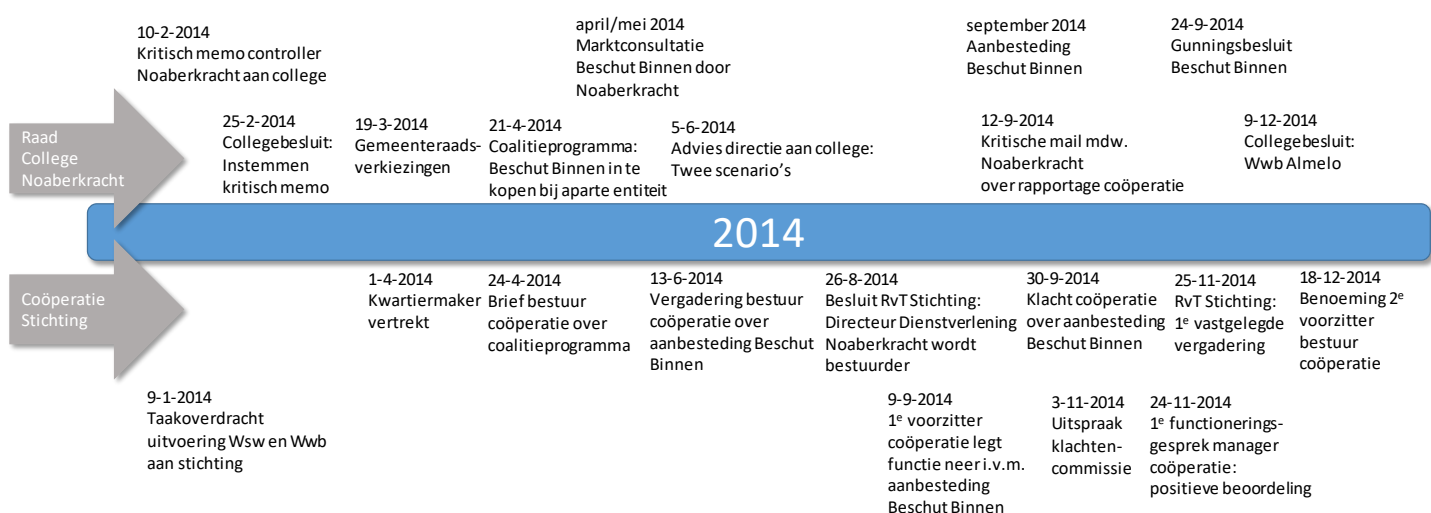 10-2-2014
Kritisch memo controller
Noaberkracht aan college
april/mei 2014
Marktconsultatie
Beschut Binnen door
Noaberkracht
september 2014
Aanbesteding
Beschut Binnen
24-9-2014
Gunningsbesluit
Beschut Binnen
Raad
College
Noaberkracht
25-2-2014
Collegebesluit:
Instemmen
kritisch memo
19-3-2014
Gemeenteraads-
verkiezingen
21-4-2014
Coalitieprogramma:
Beschut Binnen in te
kopen bij aparte entiteit
5-6-2014
Advies directie aan college:
Twee scenario's
12-9-2014
Kritische mail mdw.
Noaberkracht
over rapportage coöperatie
9-12-2014
Collegebesluit:
Wwb Almelo
2014
Coöperatie
Stichting
1-4-2014
Kwartiermaker
vertrekt
24-4-2014
Brief bestuur
coöperatie over
coalitieprogramma
13-6-2014
Vergadering bestuur
coöperatie over
aanbesteding Beschut
Binnen
26-8-2014
Besluit RvT Stichting:
Directeur Dienstverlening
Noaberkracht wordt
bestuurder
30-9-2014
Klacht coöperatie
over aanbesteding
Beschut Binnen
25-11-2014
RvT Stichting:
1e vastgelegde
vergadering
18-12-2014
Benoeming 2e
voorzitter
bestuur
coöperatie
9-1-2014
Taakoverdracht
uitvoering Wsw en Wwb
aan stichting
9-9-2014
1e voorzitter
coöperatie legt
functie neer i.v.m.
aanbesteding
Beschut Binnen
3-11-2014
Uitspraak
klachten-
commissie
24-11-2014
1e functionerings-
gesprek manager
coöperatie:
positieve beoordeling